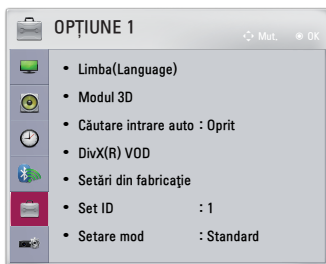 OPŢIUNE 1
Mut. OK
• Limba(Language)
• Modul 3D
• Căutare intrare auto : Oprit
• DivX(R) VOD
• Setări din fabricaţie
• Set ID : 1
• Setare mod : Standard